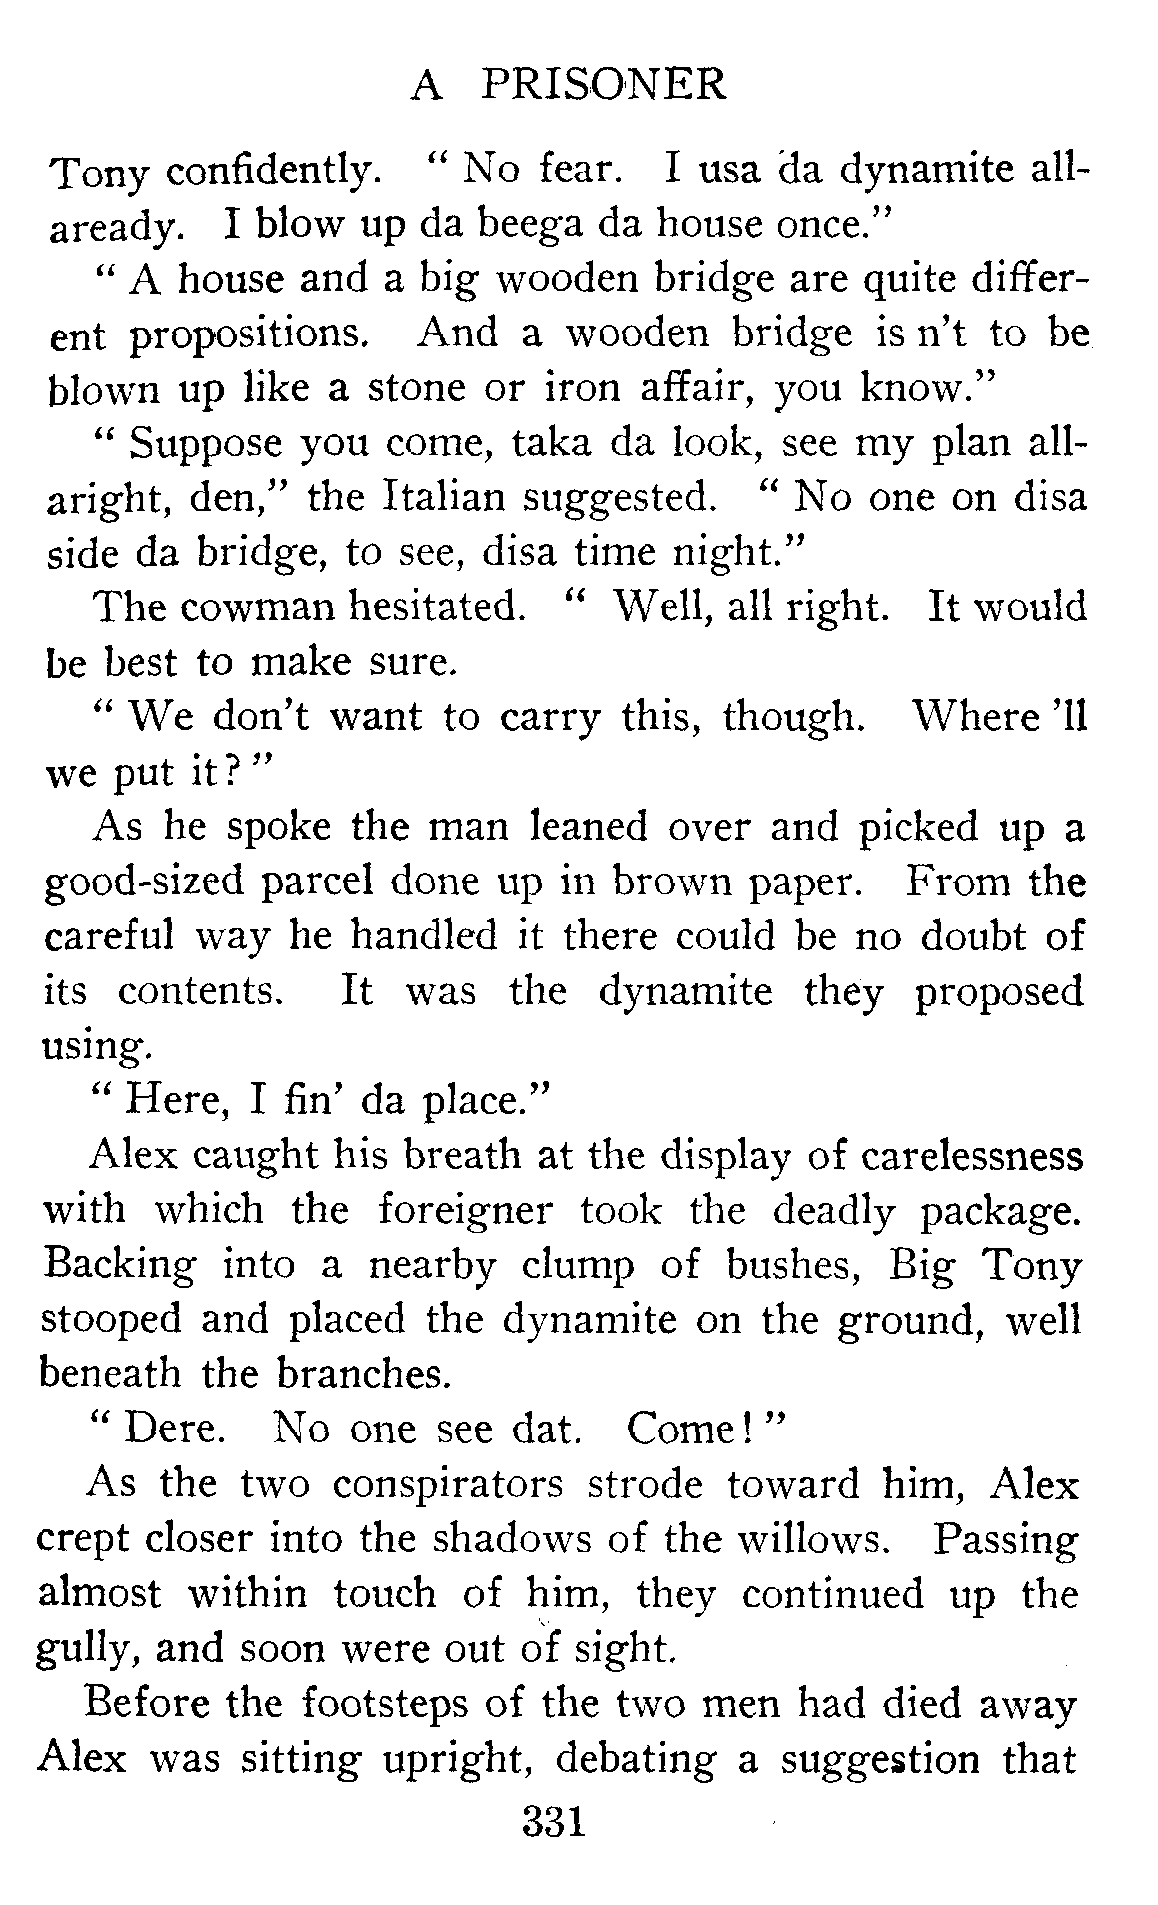 A PRISONER
Tony confidently. " No fear. I usa da dynamite all-
aready. I blow up da beega da house once."
" A house and a big wooden bridge are quite differ-
ent propositions. And a wooden bridge is n't to be
blown up like a stone or iron affair, you know."
" Suppose you come, taka da look, see my plan all-
aright, den," the Italian suggested. " No one on disa
side da bridge, to see, disa time night."
The cowman hesitated. " Well, all right. It would
be best to make sure.
" We don't want to carry this, though. Where 'll
we put it? "
As he spoke the man leaned over and picked up a
good-sized parcel done up in brown paper. From the
careful way he handled it there could be no doubt of
its contents. It was the dynamite they proposed
using.
" Here, I fin' da place."
Alex caught his breath at the display of carelessness
with which the foreigner took the deadly package.
Backing into a nearby clump of bushes, Big Tony
stooped and placed the dynamite on the ground, well
beneath the branches.
" Dere. No one see dat. Come! "
As the two conspirators strode toward him, Alex
crept closer into the shadows of the willows. Passing
almost within touch of him, they continued up the
gully, and soon were out of sight.
Before the footsteps of the two men had died away
Alex was sitting upright, debating a suggestion that
331